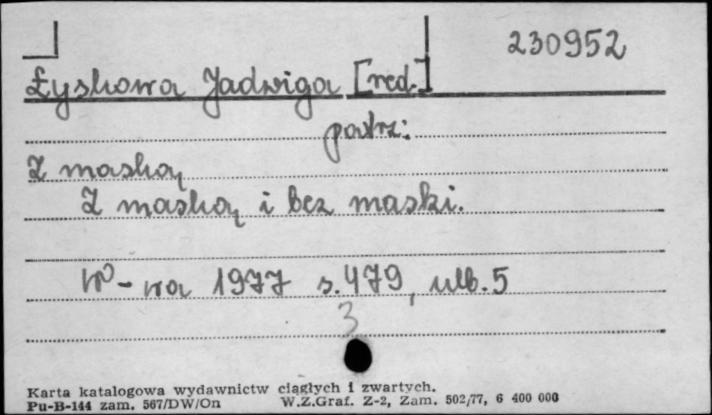 230952
Łyskowa Jadwiga [red.]
patrz:
Z maską
Z maską i bez maski.
W-wa 1977 s. 479, ulb. 5
3
Karta katalogowa wydawnictw ciągłych i zwartych.
Pu-B-144 zam. 567/DW/On W.Z.Graf. Z-2, Zam. 502/77, 6 400 000